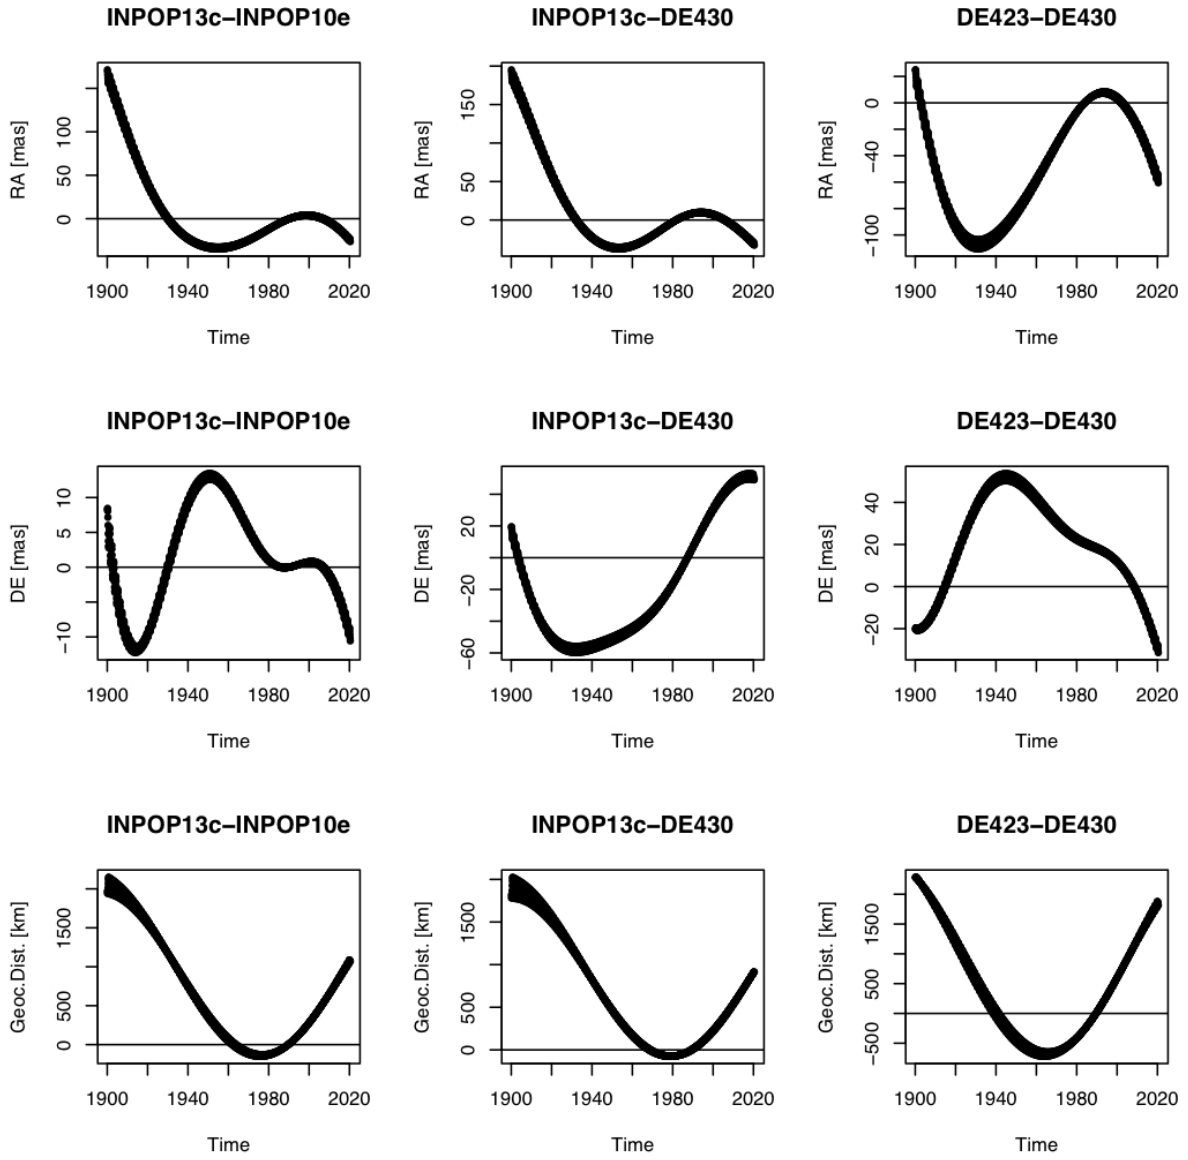 INPOP13c−INPOP10e
RA [mas]
0 50 100
1900 1940 1980 2020
Time
INPOP13c−DE430
RA [mas]
0 50 150
1900 1940 1980 2020
Time
DE423−DE430
RA [mas]
−100 −40 0
1900 1940 1980 2020
Time
INPOP13c−INPOP10e
DE [mas]
−10 0 5 10
1900 1940 1980 2020
Time
INPOP13c−DE430
DE [mas]
−60 −20 20
1900 1940 1980 2020
Time
DE423−DE430
DE [mas]
−20 0 20 40
1900 1940 1980 2020
Time
INPOP13c−INPOP10e
Geoc.Dist. [km]
0 500 1500
1900 1940 1980 2020
Time
INPOP13c−DE430
Geoc.Dist. [km]
0 500 1500
1900 1940 1980 2020
Time
DE423−DE430
Geoc.Dist. [km]
−500 500 1500
1900 1940 1980 2020
Time